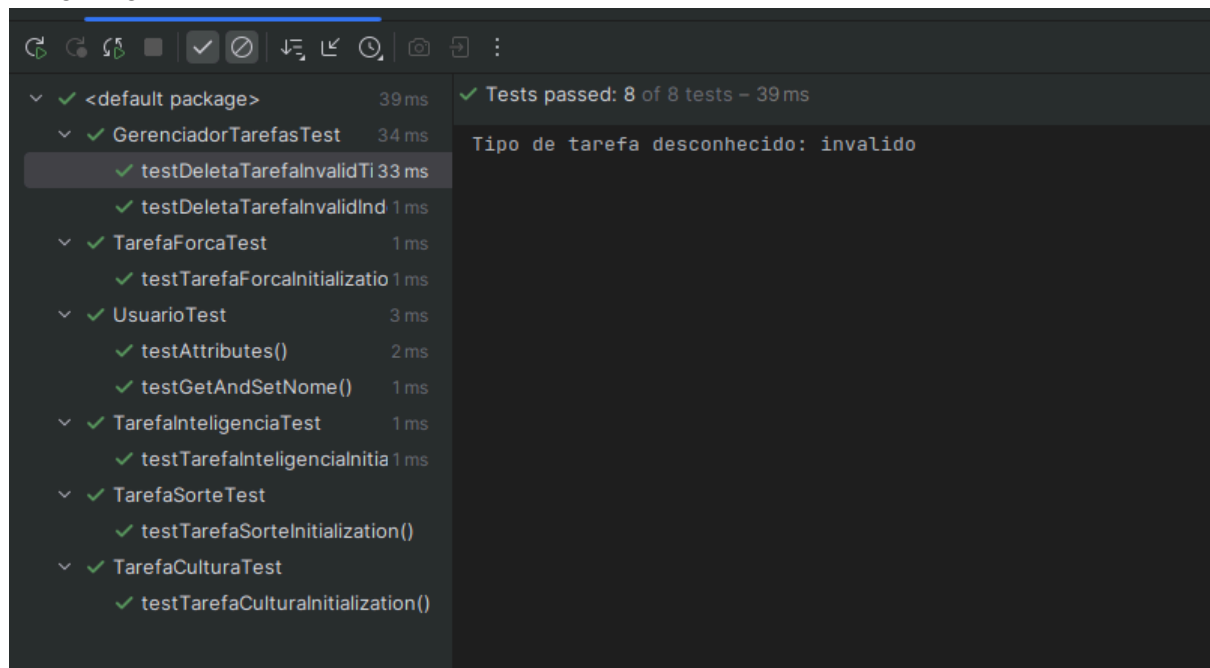 <default package> 39 ms
GerenciadorTarefasTest 34 ms
testDeletaTarefaInvalidTi 33 ms
testDeletaTarefaInvalidInd 1 ms
TarefaForcaTest 1 ms
testTarefaForcaInitializatio 1 ms
UsuarioTest 3 ms
testAttributes() 2 ms
testGetAndSetNome() 1 ms
TarefaInteligenciaTest 1 ms
testTarefaInteligenciaInitia 1 ms
TarefaSorteTest
testTarefaSorteInitialization()
TarefaCulturaTest
testTarefaCulturaInitialization()
Tests passed: 8 of 8 tests – 39 ms
Tipo de tarefa desconhecido: invalido